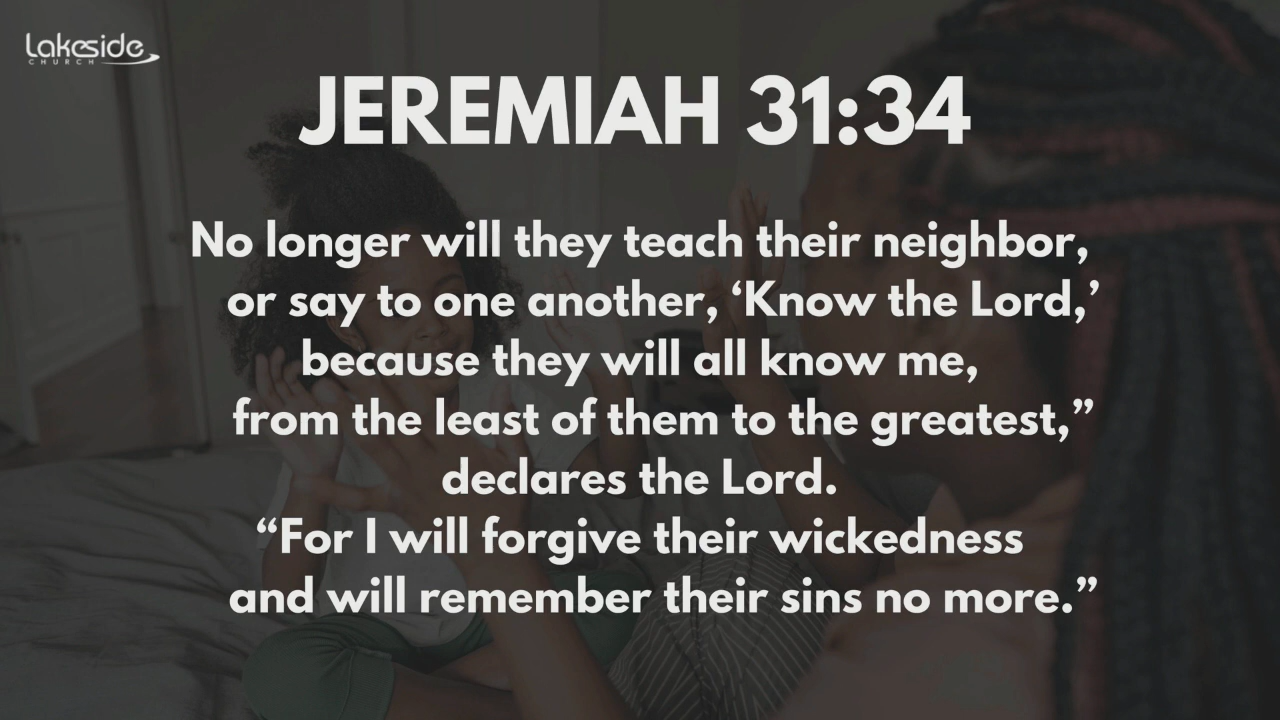 Lakeside
CHURCH
JEREMIAH 31:34
No longer will they teach their neighbor,
or say to one another, ‘Know the Lord,’
because they will all know me,
from the least of them to the greatest,”
declares the Lord.
“For I will forgive their wickedness
and will remember their sins no more.”